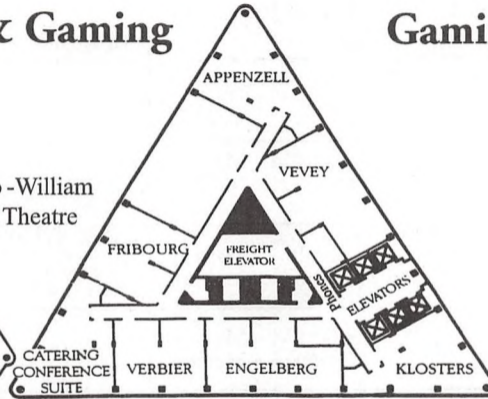 & Gaming
Gami
APPENZELL
-William
Theatre
VEVEY
FRIBOURG
FREIGHT
ELEVATOR
Phones
ELEVATORS
CATERING
CONFERENCE
SUITE
VERBIER
ENGELBERG
KLOSTERS